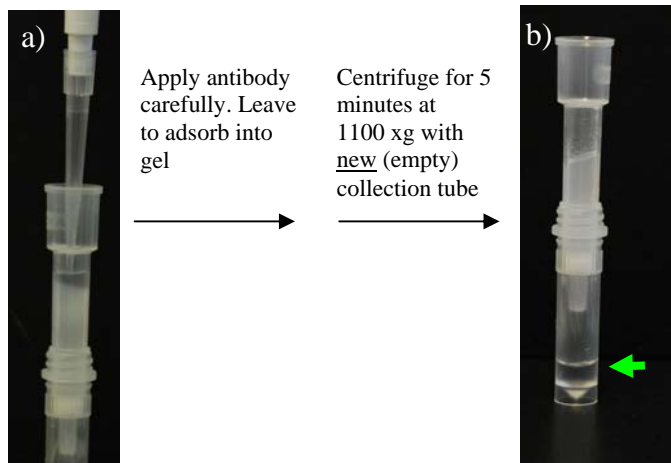 a)
Apply antibody
carefully. Leave
to adsorb into
gel
Centrifuge for 5
minutes at
1100 xg with
new (empty)
collection tube
b)